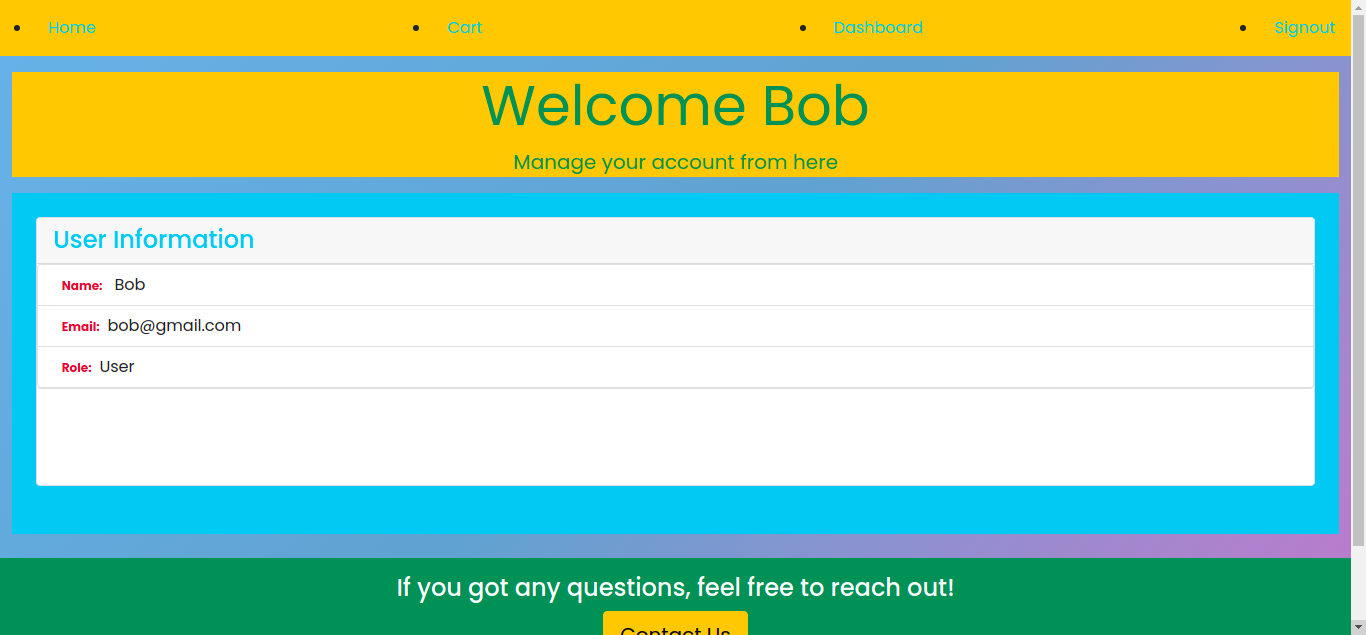 Home Cart Dashboard Signout
Welcome Bob
Manage your account from here
User Information
Name: Bob
Email: bob@gmail.com
Role: User
If you got any questions, feel free to reach out!
Contact Us